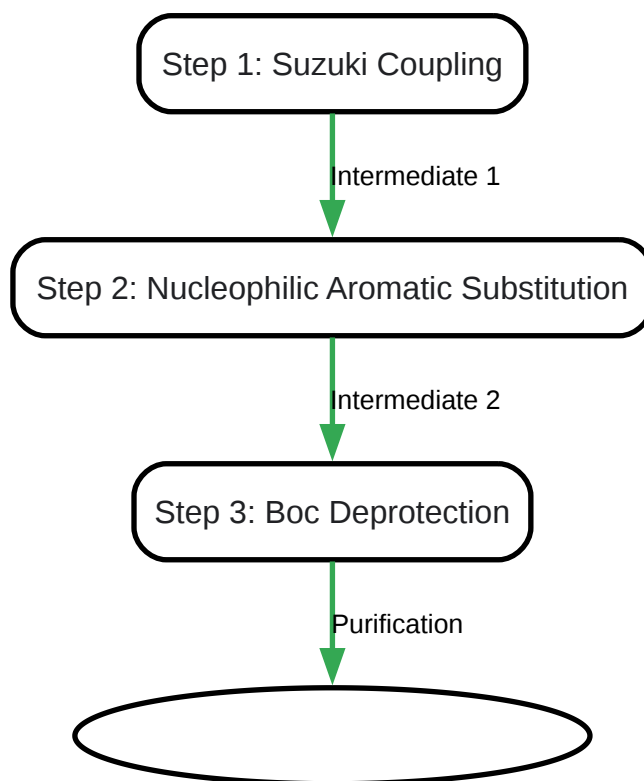 Step 1: Suzuki Coupling
Intermediate 1
Step 2: Nucleophilic Aromatic Substitution
Intermediate 2
Step 3: Boc Deprotection
Purification